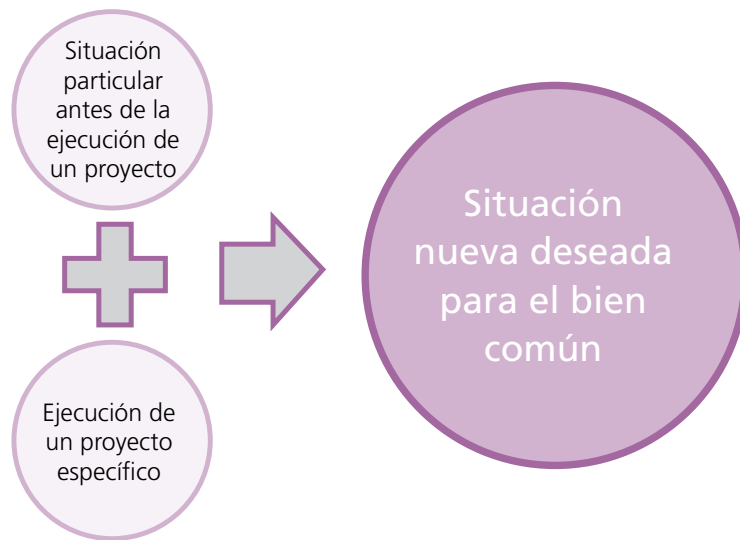 Situación
particular
antes de la
ejecución de
un proyecto
Situación
nueva deseada
para el bien
común
Ejecución de
un proyecto
específico